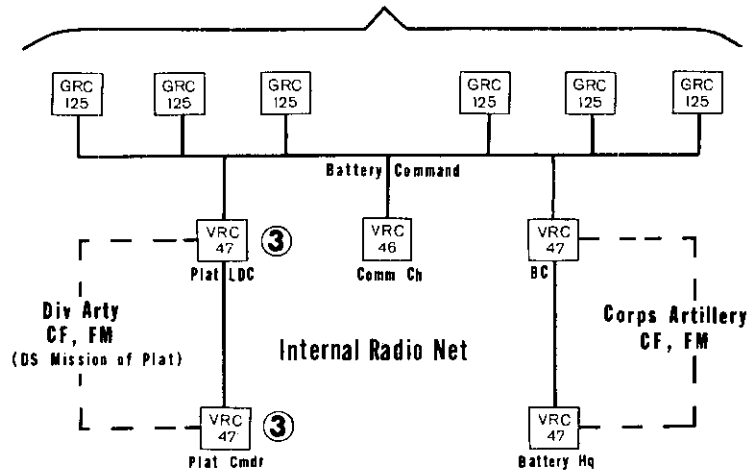 GRC
125
GRC
125
GRC
125
GRC
125
GRC
125
GRC
125
Battery Command
VRC
47
3
Plat LDC
VRC
46
Comm Ch
VRC
47
BC
Div Arty
CF, FM
(DS Mission of Plat)
Internal Radio Net
Corps Artillery
CF, FM
VRC
47
3
Plat Cmdr
VRC
47
Battery Hq